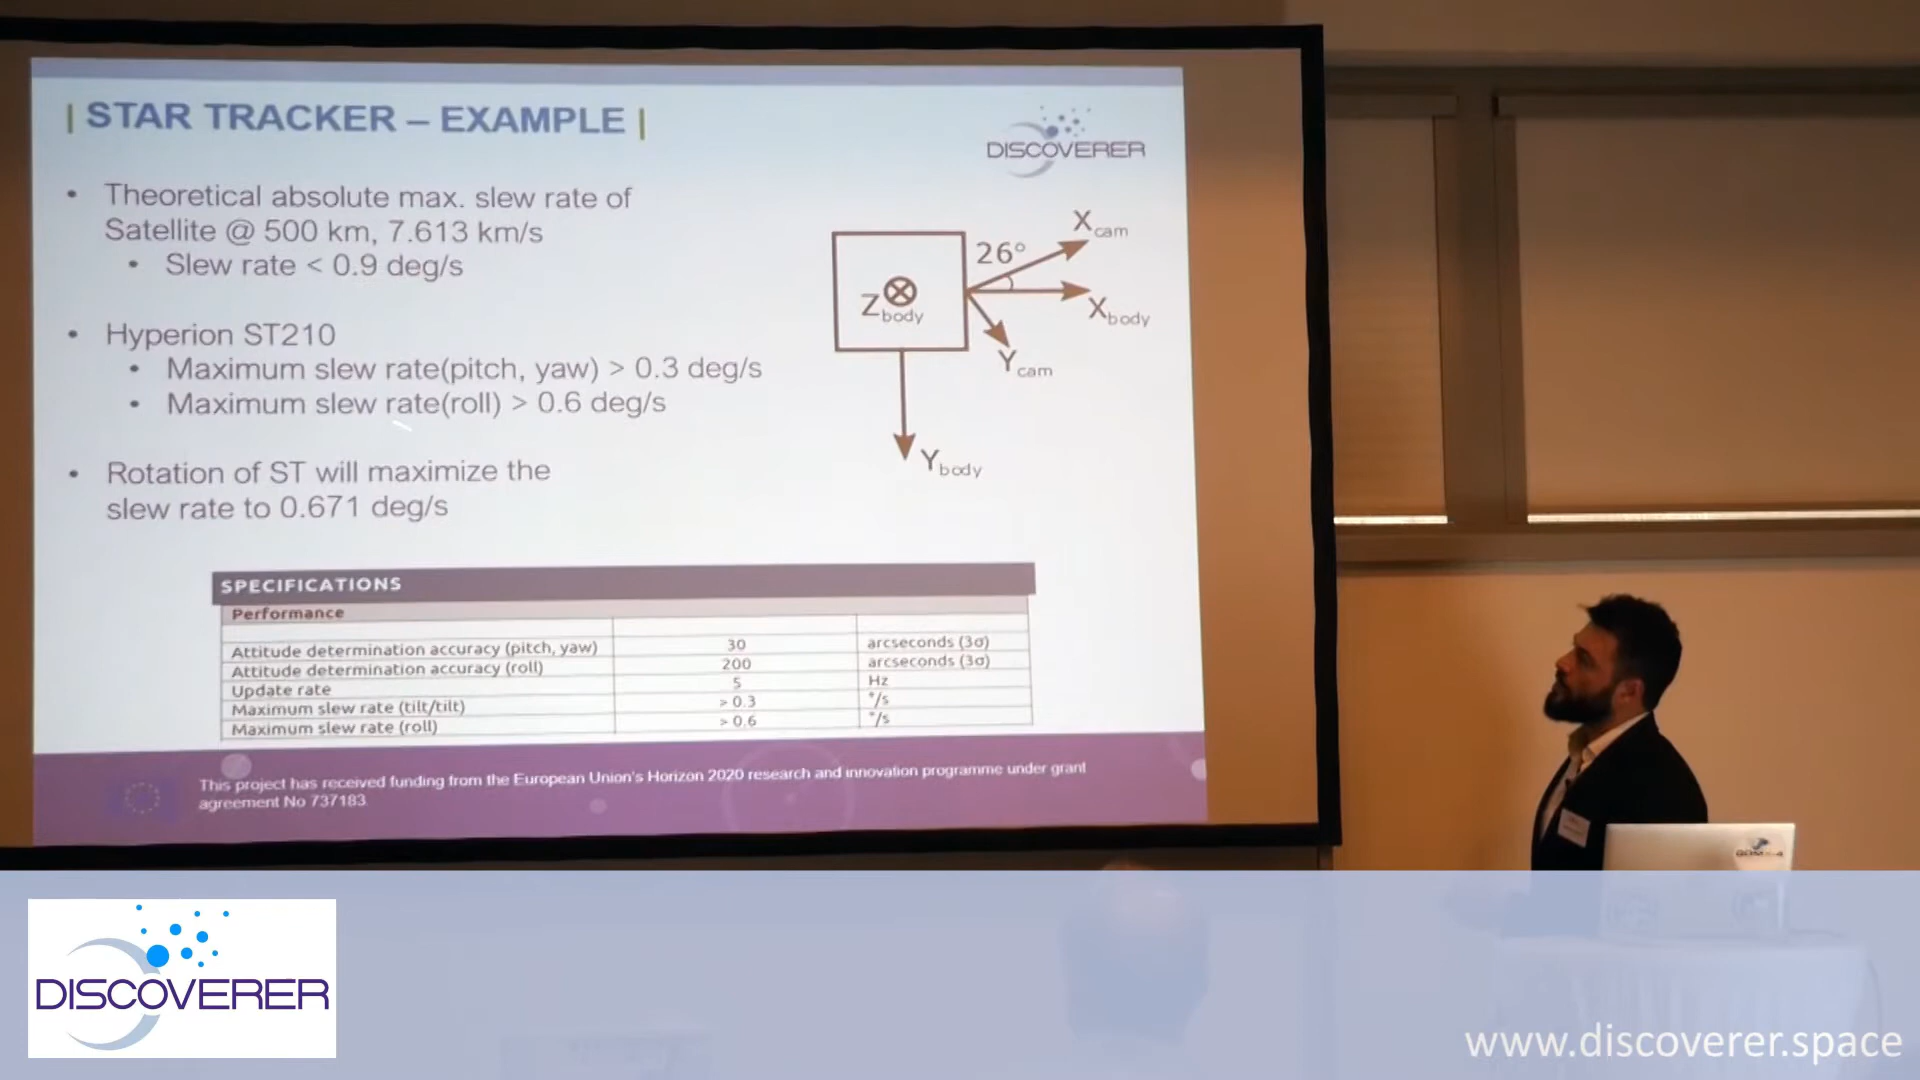 | STAR TRACKER – EXAMPLE |
DISCOVERER
• Theoretical absolute max. slew rate of
Satellite @ 500 km, 7.613 km/s
• Slew rate < 0.9 deg/s
• Hyperion ST210
• Maximum slew rate(pitch, yaw) > 0.3 deg/s
• Maximum slew rate(roll) > 0.6 deg/s
• Rotation of ST will maximize the
slew rate to 0.671 deg/s
26°
Xcam
Zbody
Xbody
Ycam
Ybody
SPECIFICATIONS
Performance
Attitude determination accuracy (pitch, yaw) 30 arcseconds (3σ)
Attitude determination accuracy (roll) 200 arcseconds (3σ)
Update rate 5 Hz
Maximum slew rate (tilt/tilt) > 0.3 °/s
Maximum slew rate (roll) > 0.6 °/s
This project has received funding from the European Union's Horizon 2020 research and innovation programme under grant
agreement No 737183
DISCOVERER
www.discoverer.space